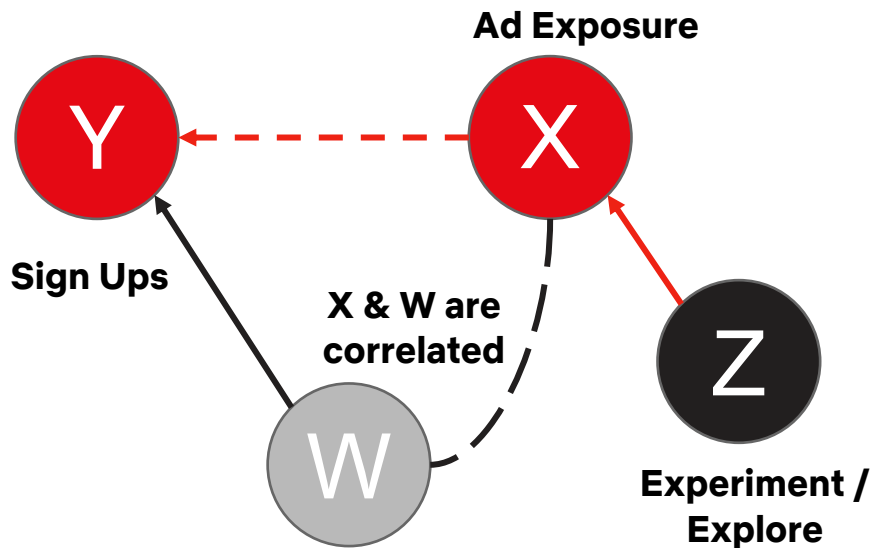 Ad Exposure
Y
X
Sign Ups
X & W are
correlated
Z
W
Experiment /
Explore